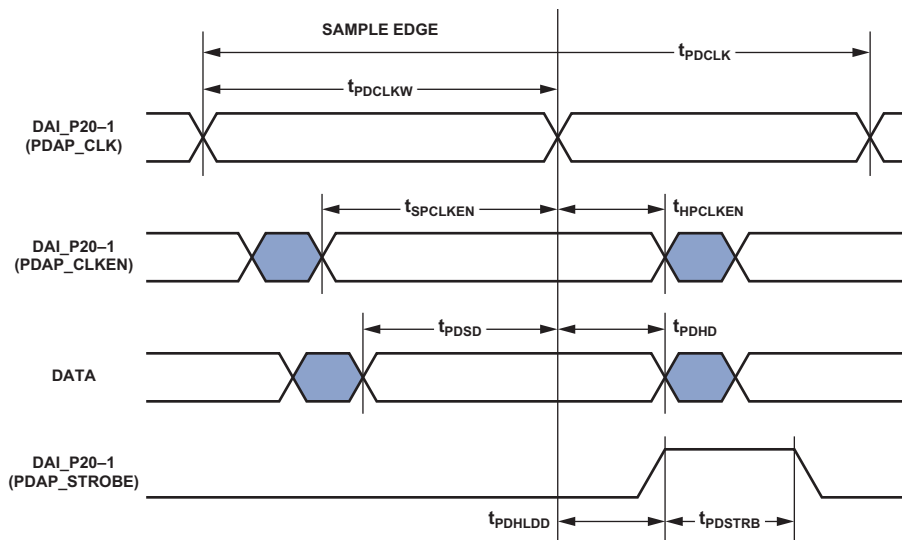 SAMPLE EDGE
tPDCLK
tPDCLKW
DAI_P20–1
(PDAP_CLK)
tSPCLKEN
tHPCLKEN
DAI_P20–1
(PDAP_CLKEN)
tPDSD
tPDHD
DATA
DAI_P20–1
(PDAP_STROBE)
tPDHLDD
tPDSTRB